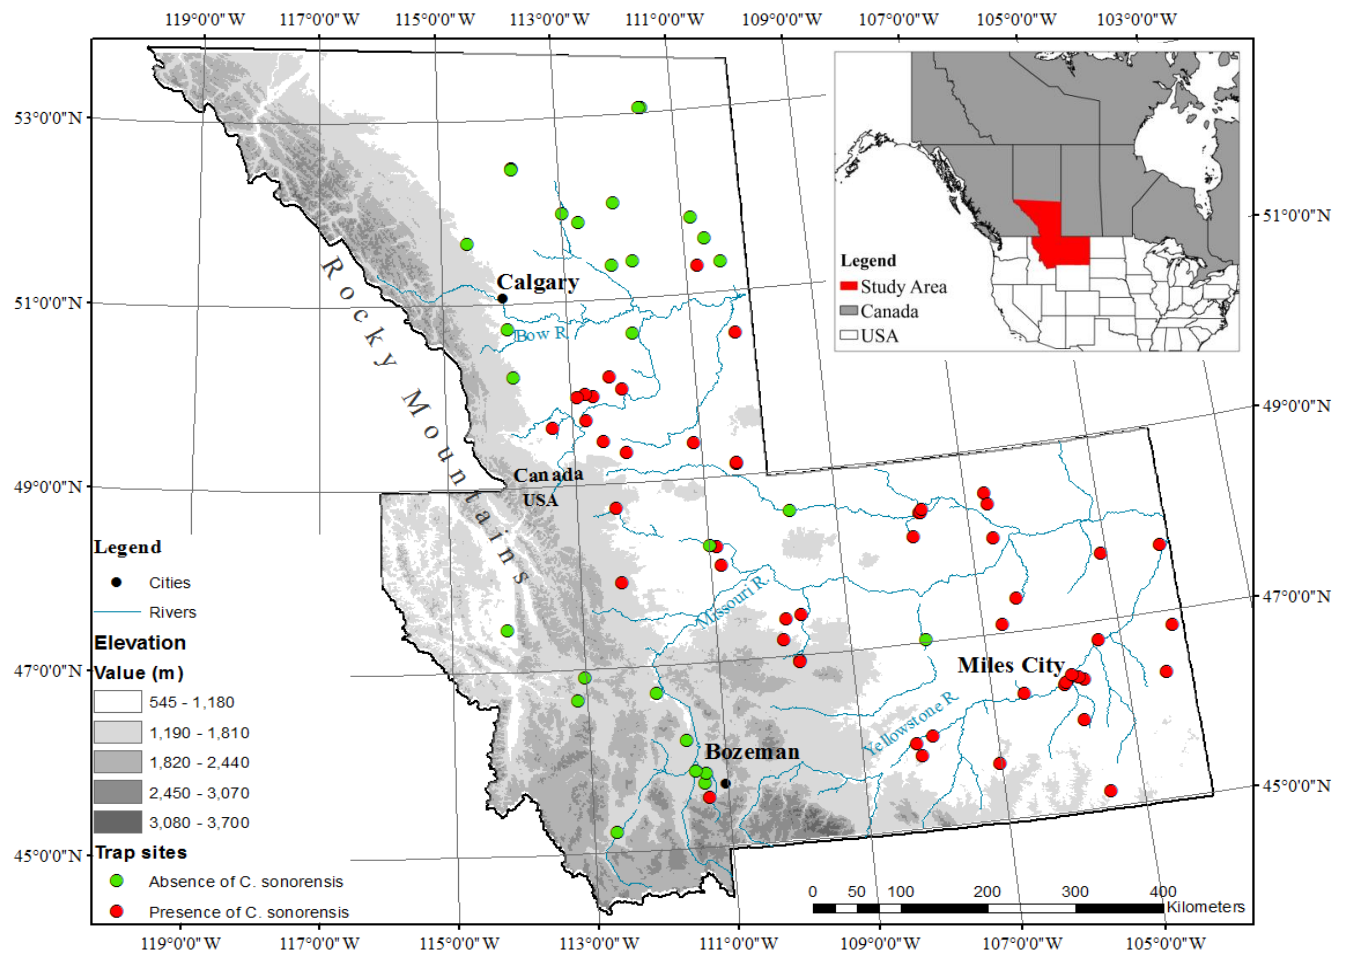 119°0'0"W 117°0'0"W 115°0'0"W 113°0'0"W 111°0'0"W 109°0'0"W 107°0'0"W 105°0'0"W 103°0'0"W
53°0'0"N
51°0'0"N
Legend
Study Area
Canada
USA
Rocky Mountains
Calgary
51°0'0"N
Bow R.
49°0'0"N
Canada
USA
49°0'0"N
Legend
Cities
Rivers
Missouri R.
47°0'0"N
Elevation
Value (m)
47°0'0"N
Miles City
545 - 1,180
1,190 - 1,810
1,820 - 2,440
2,450 - 3,070
3,080 - 3,700
Yellowstone R.
Bozeman
45°0'0"N
Trap sites
45°0'0"N
Absence of C. sonorensis
Presence of C. sonorensis
0 50 100 200 300 400
Kilometers
119°0'0"W 117°0'0"W 115°0'0"W 113°0'0"W 111°0'0"W 109°0'0"W 107°0'0"W 105°0'0"W